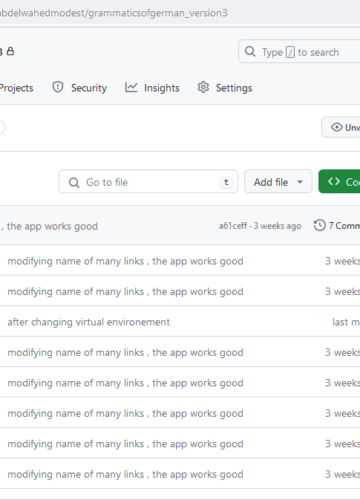 abdelwahedmodest/grammaticsofgerman_version3
3
Type / to search
Projects Security Insights Settings
Unw
Go to file t Add file <> Co
, the app works good a61ceff · 3 weeks ago 7 Comm
modifying name of many links , the app works good 3 weeks
modifying name of many links , the app works good 3 weeks
after changing virtual environement last m
modifying name of many links , the app works good 3 weeks
modifying name of many links , the app works good 3 weeks
modifying name of many links , the app works good 3 weeks
modifying name of many links , the app works good 3 weeks
modifying name of many links , the app works good 3 weeks